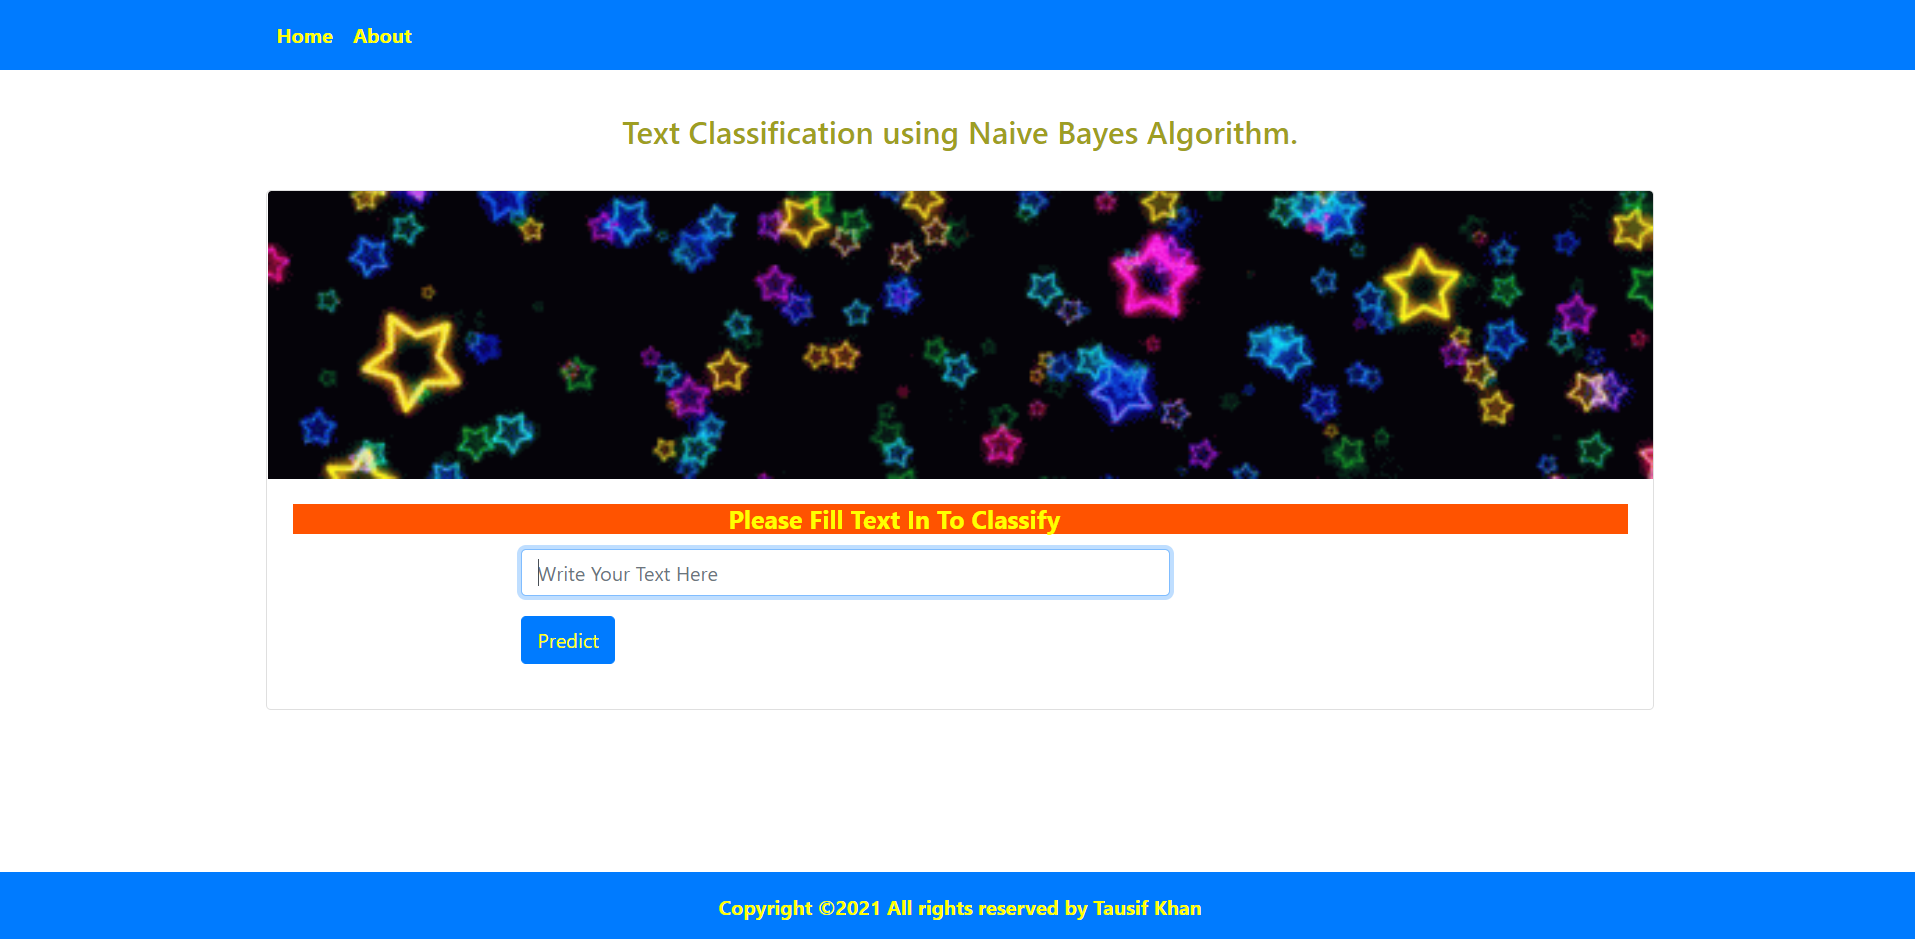 Home About
Text Classification using Naive Bayes Algorithm.
Please Fill Text In To Classify
Write Your Text Here
Predict
Copyright ©2021 All rights reserved by Tausif Khan